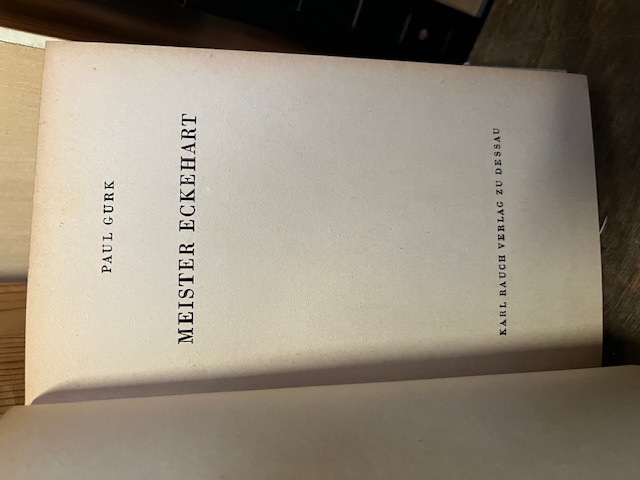 PAUL GURK
MEISTER ECKEHART
KARL RAUCH VERLAG ZU DESSAU